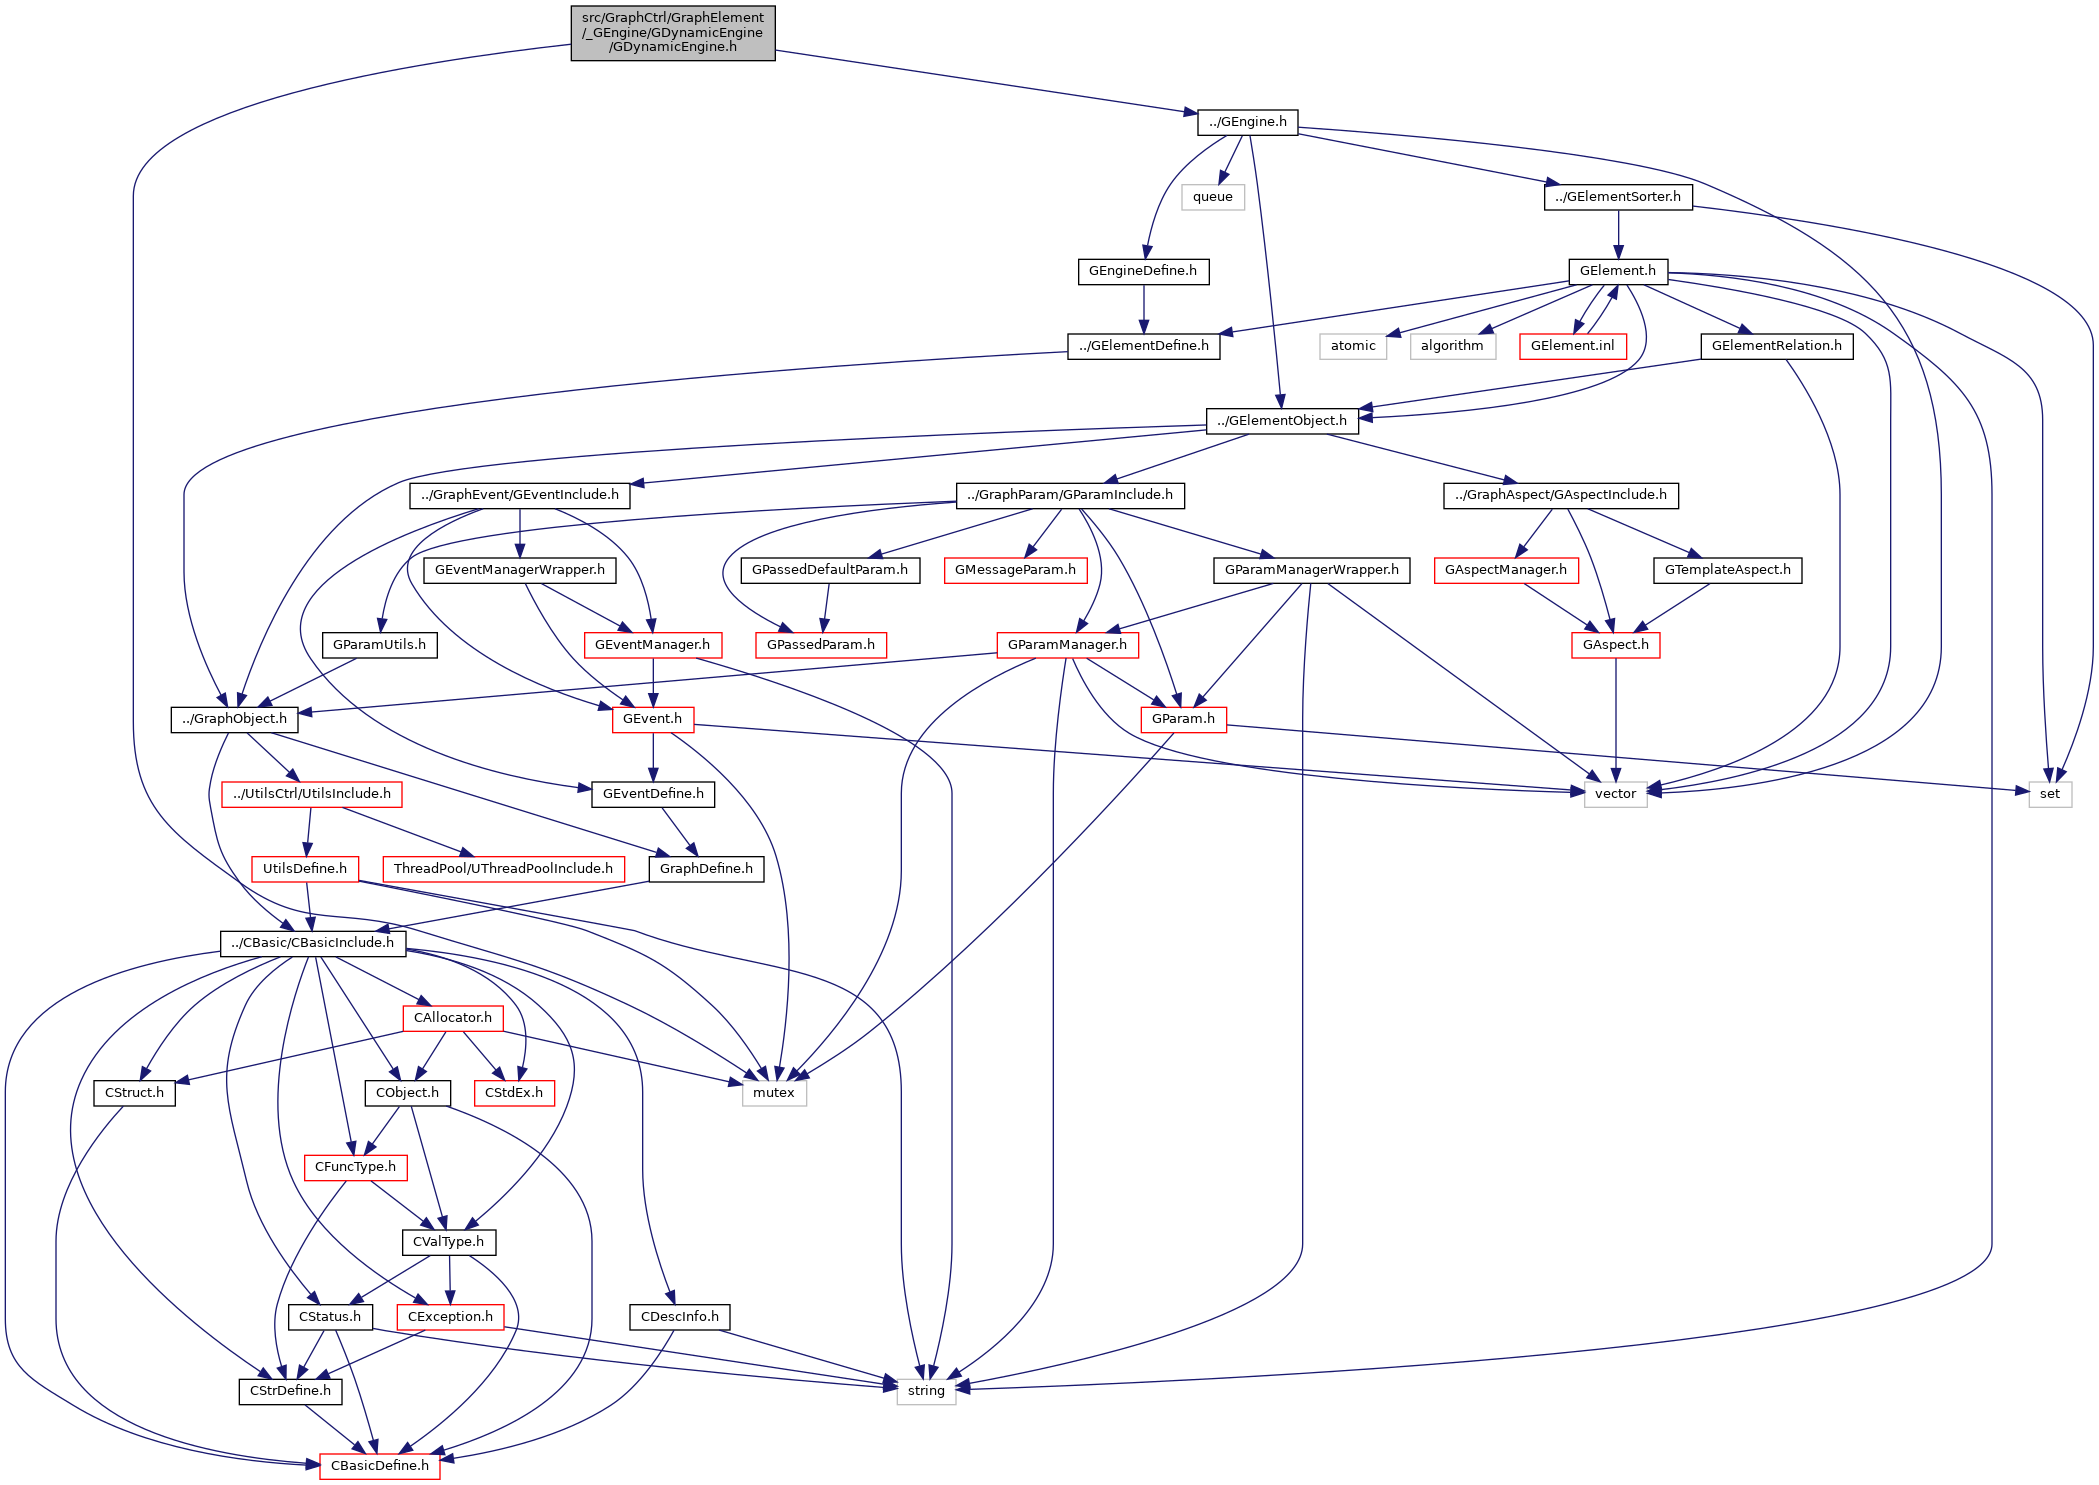 src/GraphCtrl/GraphElement
/_GEngine/GDynamicEngine
/GDynamicEngine.h
../GEngine.h
queue
../GElementSorter.h
GEngineDefine.h
GElement.h
../GElementDefine.h
atomic
algorithm
GElement.inl
GElementRelation.h
../GElementObject.h
../GraphEvent/GEventInclude.h
../GraphParam/GParamInclude.h
../GraphAspect/GAspectInclude.h
GEventManagerWrapper.h
GPassedDefaultParam.h
GMessageParam.h
GParamManagerWrapper.h
GAspectManager.h
GTemplateAspect.h
GParamUtils.h
GEventManager.h
GPassedParam.h
GParamManager.h
GAspect.h
../GraphObject.h
GEvent.h
GParam.h
../UtilsCtrl/UtilsInclude.h
GEventDefine.h
vector
set
UtilsDefine.h
ThreadPool/UThreadPoolInclude.h
GraphDefine.h
../CBasic/CBasicInclude.h
CAllocator.h
CStruct.h
CObject.h
CStdEx.h
mutex
CFuncType.h
CValType.h
CStatus.h
CException.h
CDescInfo.h
CStrDefine.h
string
CBasicDefine.h